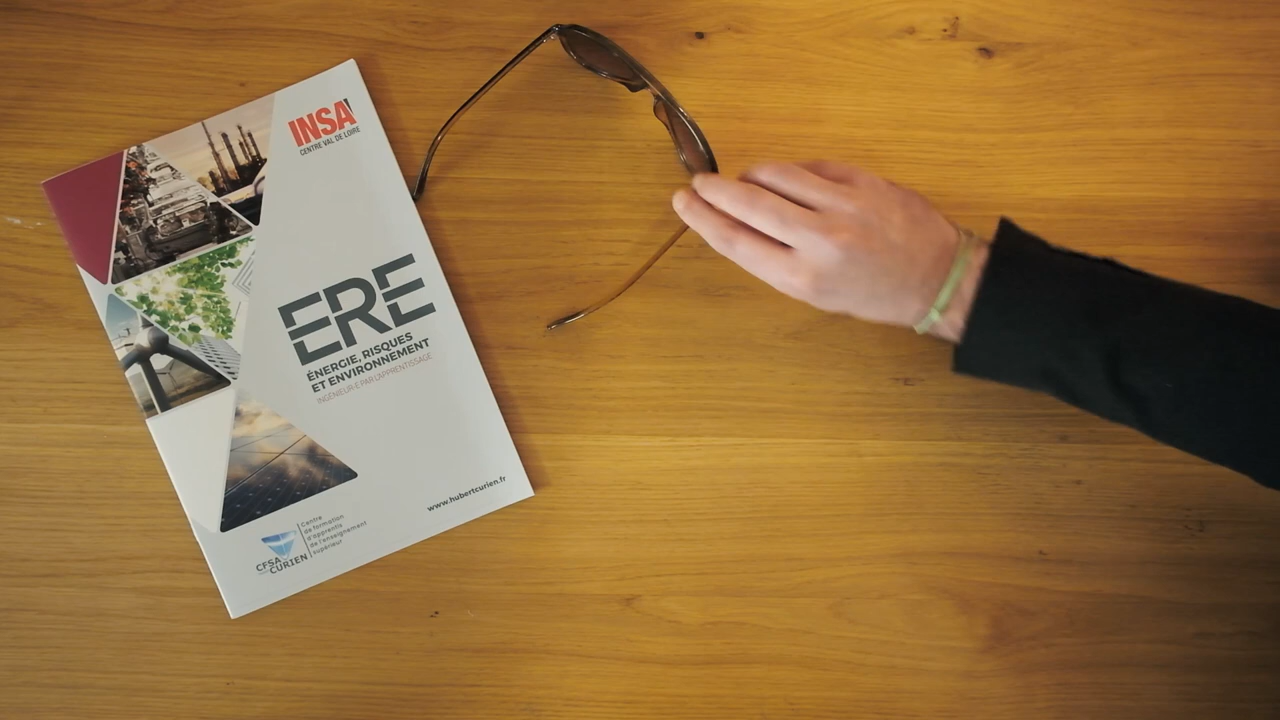 INSA
CENTRE VAL DE LOIRE
ERE
ÉNERGIE, RISQUES
ET ENVIRONNEMENT
INGÉNIEUR·E PAR L'APPRENTISSAGE
www.hubertcurien.fr
Centre
de formation
d'apprentis
de l'enseignement
supérieur
CFSA
CURIEN